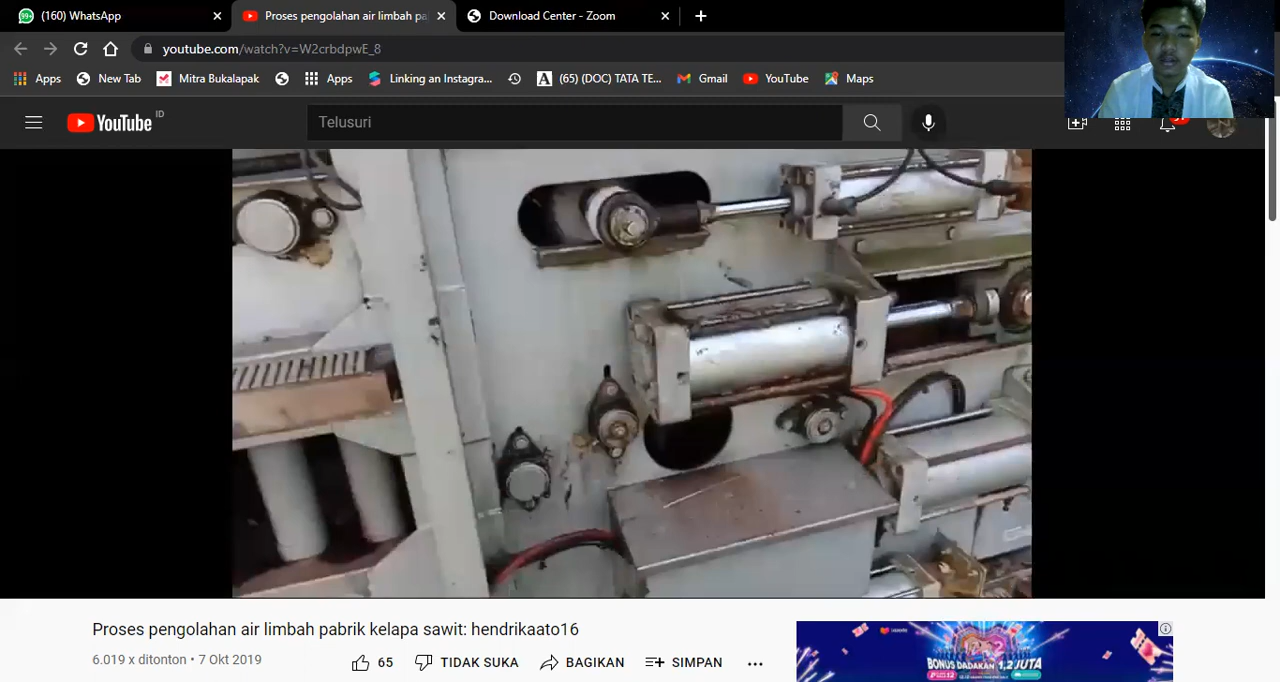 99+ (160) WhatsApp
Proses pengolahan air limbah pa
Download Center - Zoom
youtube.com/watch?v=W2crbdpwE_8
Apps
New Tab
Mitra Bukalapak
Apps
Linking an Instagra...
(65) (DOC) TATA TE...
Gmail
YouTube
Maps
YouTube ID
Telusuri
Proses pengolahan air limbah pabrik kelapa sawit: hendrikaato16
6.019 x ditonton • 7 Okt 2019
65
TIDAK SUKA
BAGIKAN
SIMPAN
BONUS DADAKAN 1,2 JUTA